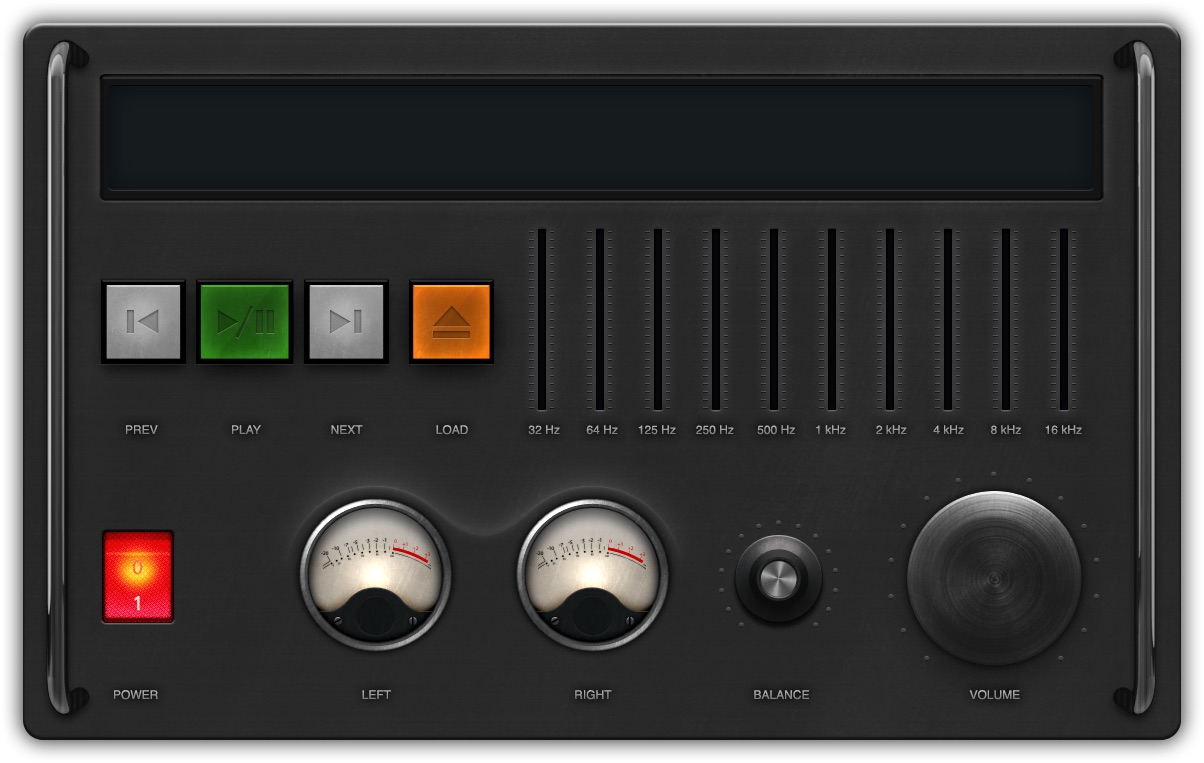 PREV PLAY NEXT LOAD 32 Hz 64 Hz 125 Hz 250 Hz 500 Hz 1 kHz 2 kHz 4 kHz 8 kHz 16 kHz
0
1
POWER LEFT RIGHT BALANCE VOLUME